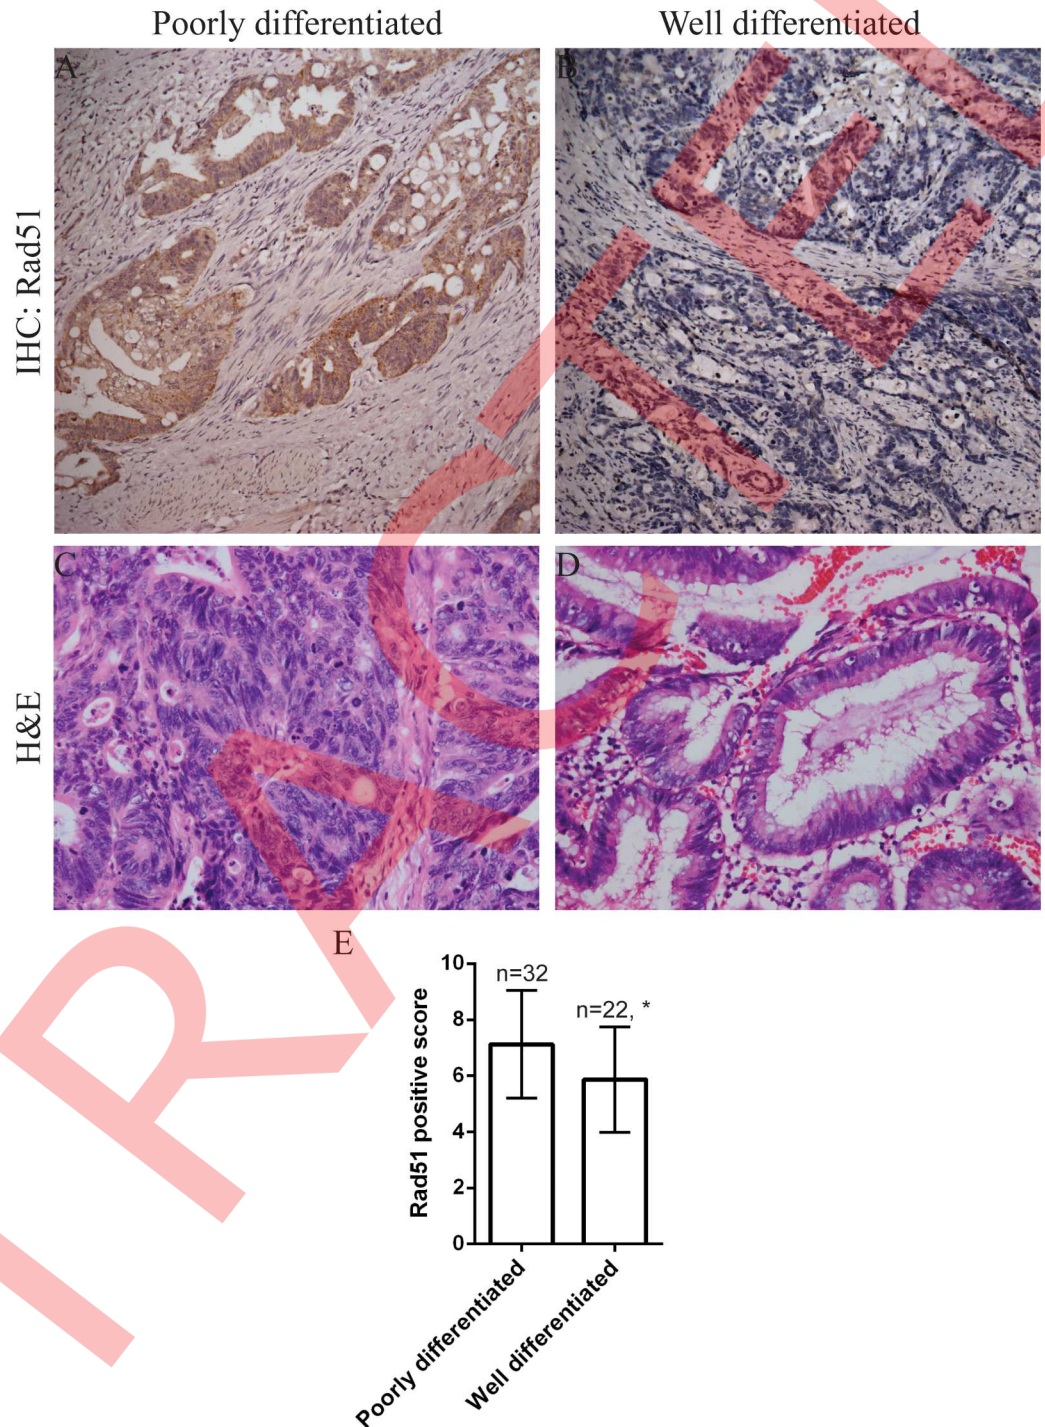 Poorly differentiated
Well differentiated
IHC: Rad51
A
B
H&E
C
D
E
Rad51 positive score
10
8
6
4
2
0
n=32
n=22, *
Poorly differentiated
Well differentiated
RETRACTED